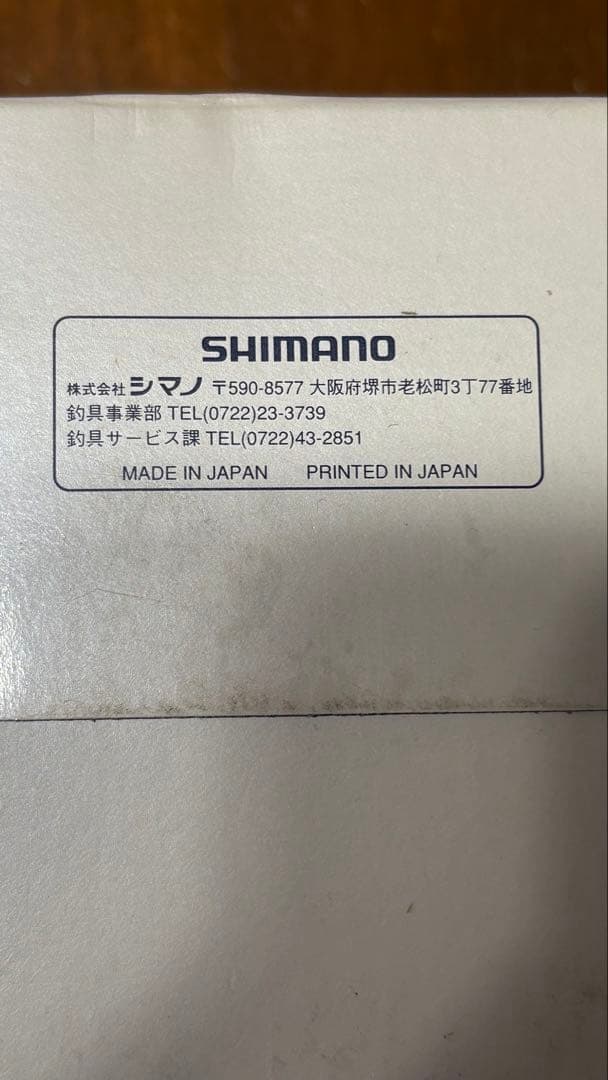 SHIMANO
株式会社シマノ 〒590-8577 大阪府堺市老松町3丁77番地
釣具事業部 TEL(0722)23-3739
釣具サービス課 TEL(0722)43-2851
MADE IN JAPAN PRINTED IN JAPAN